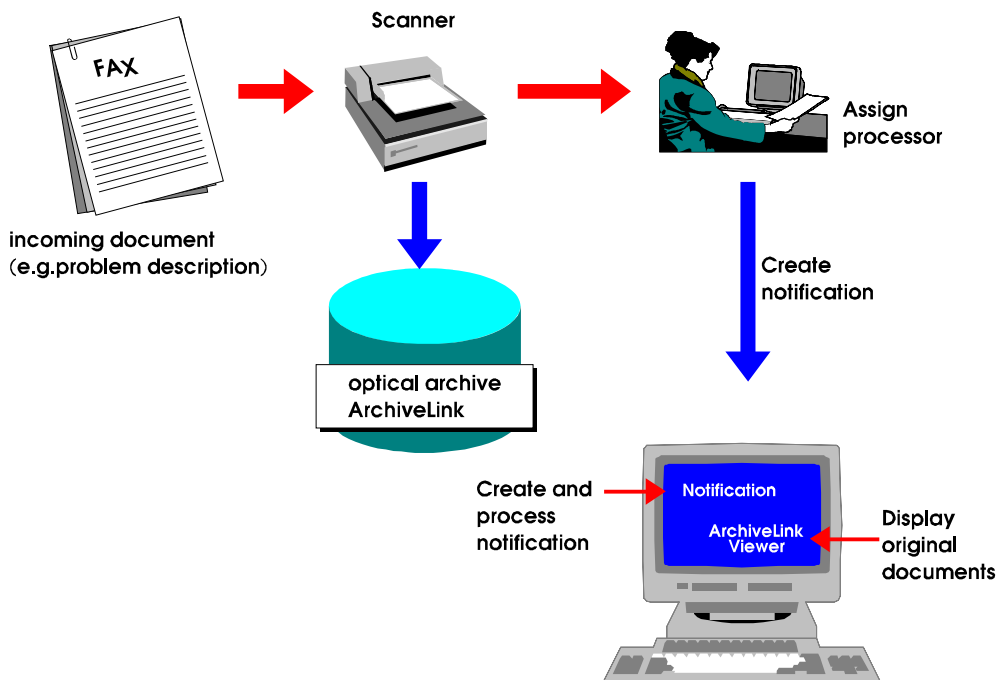 Scanner
FAX
Assign
processor
incoming document
(e.g.problem description)
Create
notification
optical archive
ArchiveLink
Create and
process
notification
Notification
ArchiveLink
Viewer
Display
original
documents